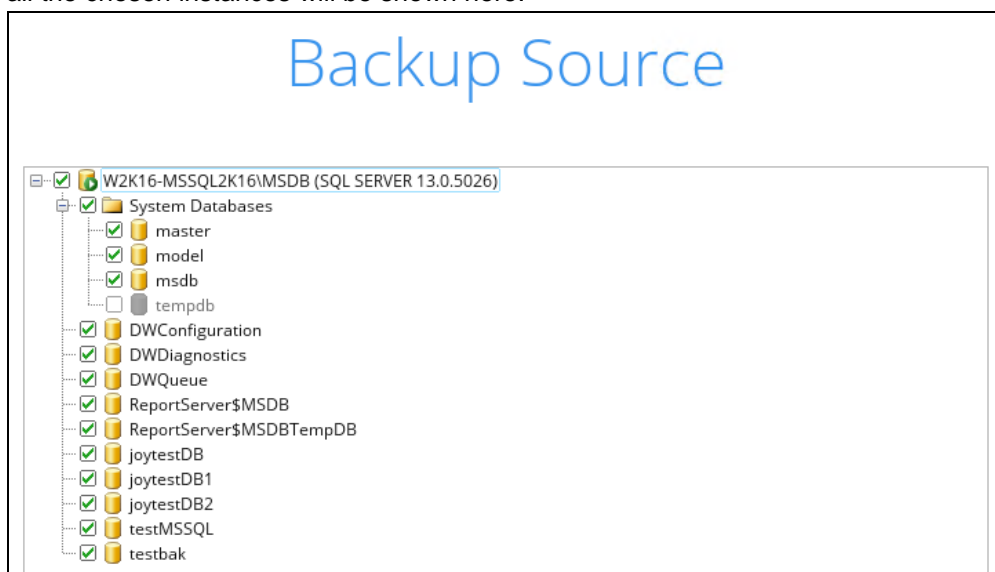 all the chosen instances will be shown here.
Backup Source
W2K16-MSSQL2K16\MSDB (SQL SERVER 13.0.5026)
System Databases
master
model
msdb
tempdb
DWConfiguration
DWDiagnostics
DWQueue
ReportServer$MSDB
ReportServer$MSDBTempDB
joytestDB
joytestDB1
joytestDB2
testMSSQL
testbak